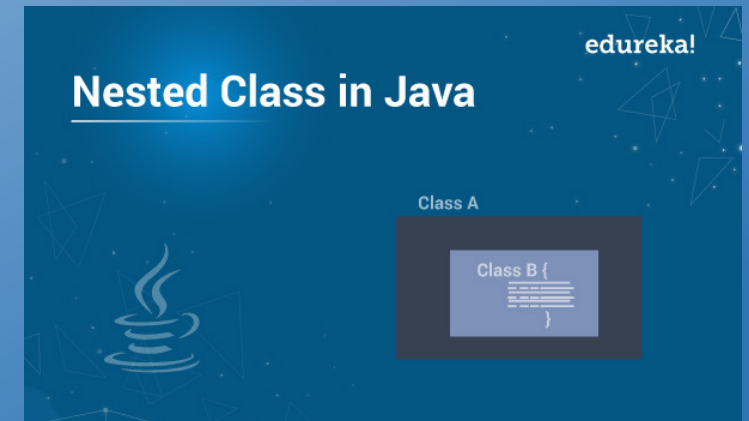 edureka!
Nested Class in Java
Class A
Class B {
}